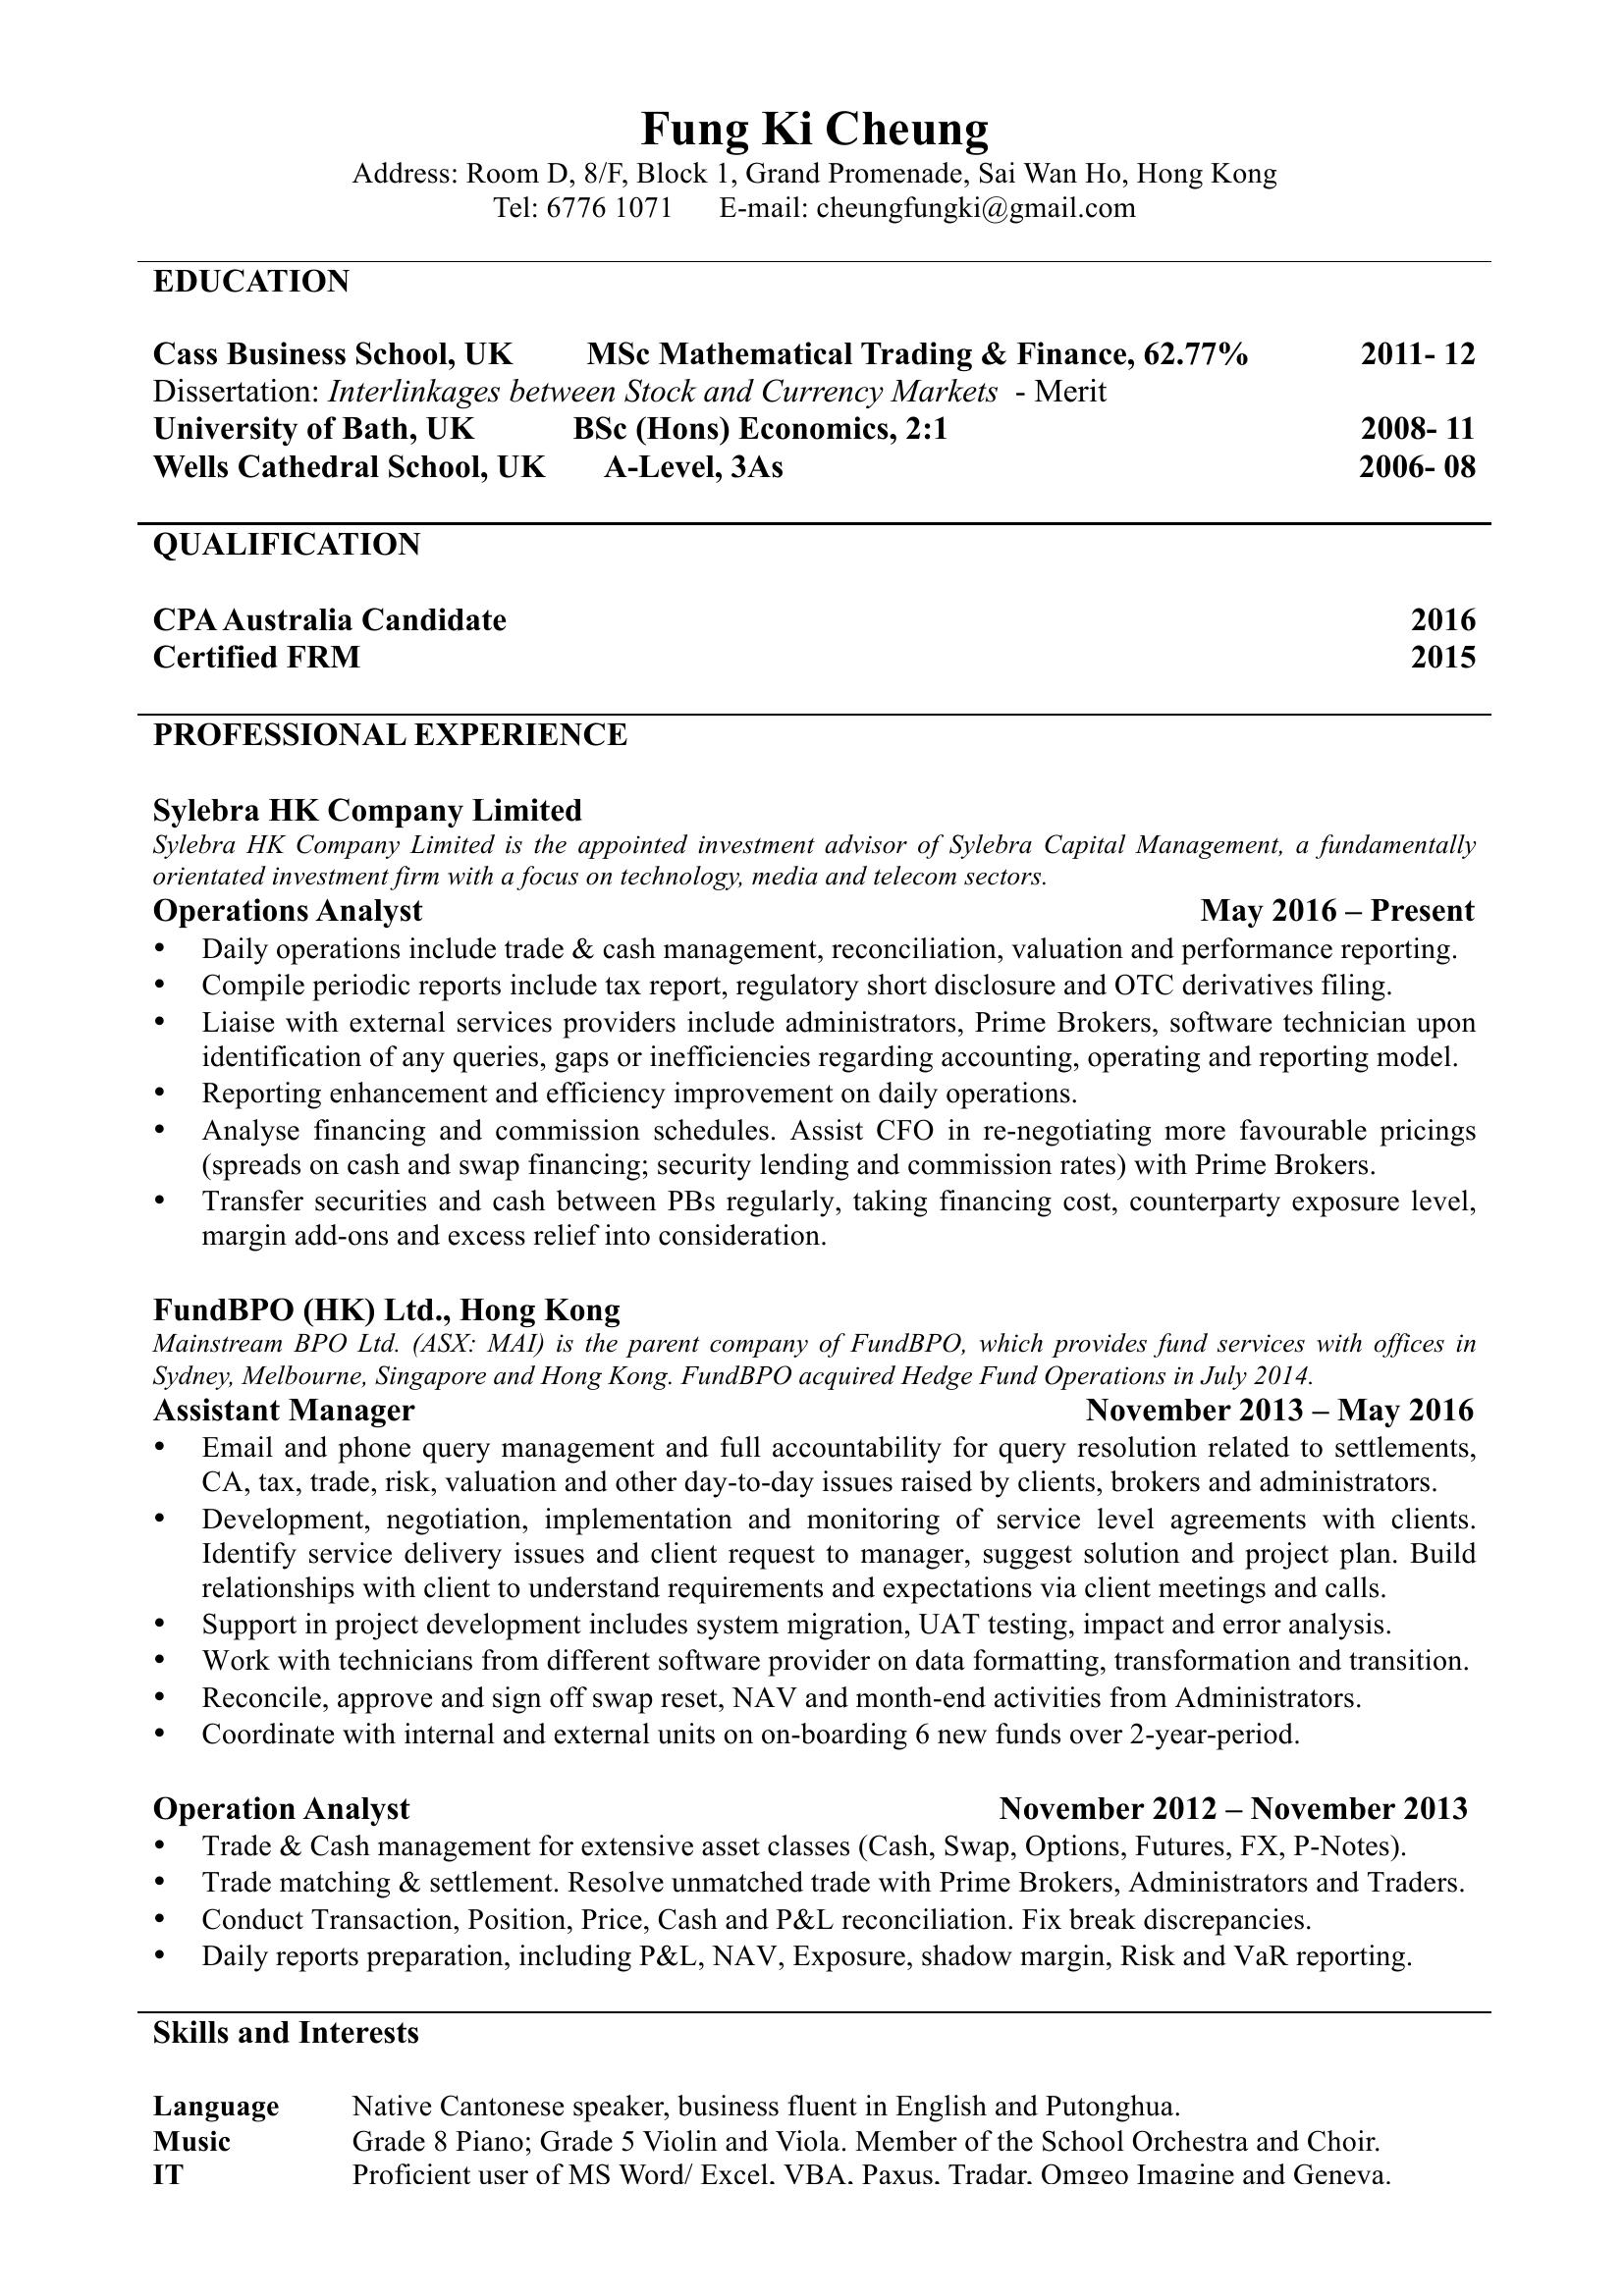 Fung Ki Cheung
Address: Room D, 8/F, Block 1, Grand Promenade, Sai Wan Ho, Hong Kong
Tel: 6776 1071 E-mail: cheungfungki@gmail.com
EDUCATION
Cass Business School, UK MSc Mathematical Trading & Finance, 62.77% 2011- 12
Dissertation: Interlinkages between Stock and Currency Markets - Merit
University of Bath, UK BSc (Hons) Economics, 2:1 2008- 11
Wells Cathedral School, UK A-Level, 3As 2006- 08
QUALIFICATION
CPA Australia Candidate 2016
Certified FRM 2015
PROFESSIONAL EXPERIENCE
Sylebra HK Company Limited
Sylebra HK Company Limited is the appointed investment advisor of Sylebra Capital Management, a fundamentally
orientated investment firm with a focus on technology, media and telecom sectors.
Operations Analyst May 2016 – Present
• Daily operations include trade & cash management, reconciliation, valuation and performance reporting.
• Compile periodic reports include tax report, regulatory short disclosure and OTC derivatives filing.
• Liaise with external services providers include administrators, Prime Brokers, software technician upon
identification of any queries, gaps or inefficiencies regarding accounting, operating and reporting model.
• Reporting enhancement and efficiency improvement on daily operations.
• Analyse financing and commission schedules. Assist CFO in re-negotiating more favourable pricings
(spreads on cash and swap financing; security lending and commission rates) with Prime Brokers.
• Transfer securities and cash between PBs regularly, taking financing cost, counterparty exposure level,
margin add-ons and excess relief into consideration.
FundBPO (HK) Ltd., Hong Kong
Mainstream BPO Ltd. (ASX: MAI) is the parent company of FundBPO, which provides fund services with offices in
Sydney, Melbourne, Singapore and Hong Kong. FundBPO acquired Hedge Fund Operations in July 2014.
Assistant Manager November 2013 – May 2016
• Email and phone query management and full accountability for query resolution related to settlements,
CA, tax, trade, risk, valuation and other day-to-day issues raised by clients, brokers and administrators.
• Development, negotiation, implementation and monitoring of service level agreements with clients.
Identify service delivery issues and client request to manager, suggest solution and project plan. Build
relationships with client to understand requirements and expectations via client meetings and calls.
• Support in project development includes system migration, UAT testing, impact and error analysis.
• Work with technicians from different software provider on data formatting, transformation and transition.
• Reconcile, approve and sign off swap reset, NAV and month-end activities from Administrators.
• Coordinate with internal and external units on on-boarding 6 new funds over 2-year-period.
Operation Analyst November 2012 – November 2013
• Trade & Cash management for extensive asset classes (Cash, Swap, Options, Futures, FX, P-Notes).
• Trade matching & settlement. Resolve unmatched trade with Prime Brokers, Administrators and Traders.
• Conduct Transaction, Position, Price, Cash and P&L reconciliation. Fix break discrepancies.
• Daily reports preparation, including P&L, NAV, Exposure, shadow margin, Risk and VaR reporting.
Skills and Interests
Language Native Cantonese speaker, business fluent in English and Putonghua.
Music Grade 8 Piano; Grade 5 Violin and Viola. Member of the School Orchestra and Choir.
IT Proficient user of MS Word/ Excel, VBA, Paxus, Tradar, Omgeo Imagine and Geneva.